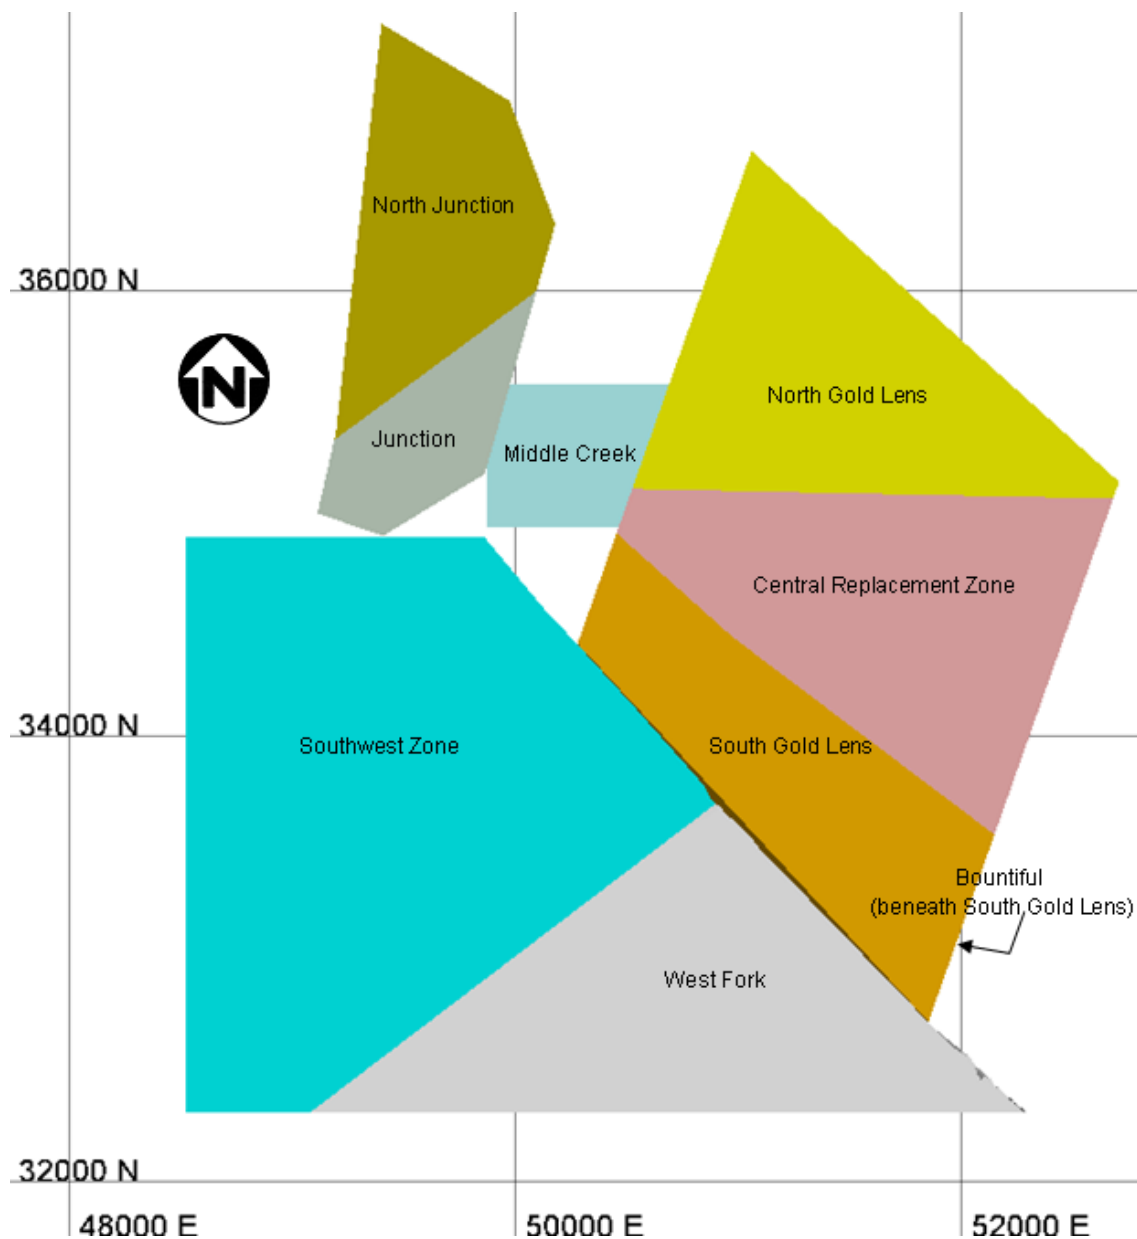 North Junction
36000 N
N
North Gold Lens
Junction
Middle Creek
Central Replacement Zone
34000 N
Southwest Zone
South Gold Lens
Bountiful
(beneath South Gold Lens)
West Fork
32000 N
48000 E
50000 E
52000 E